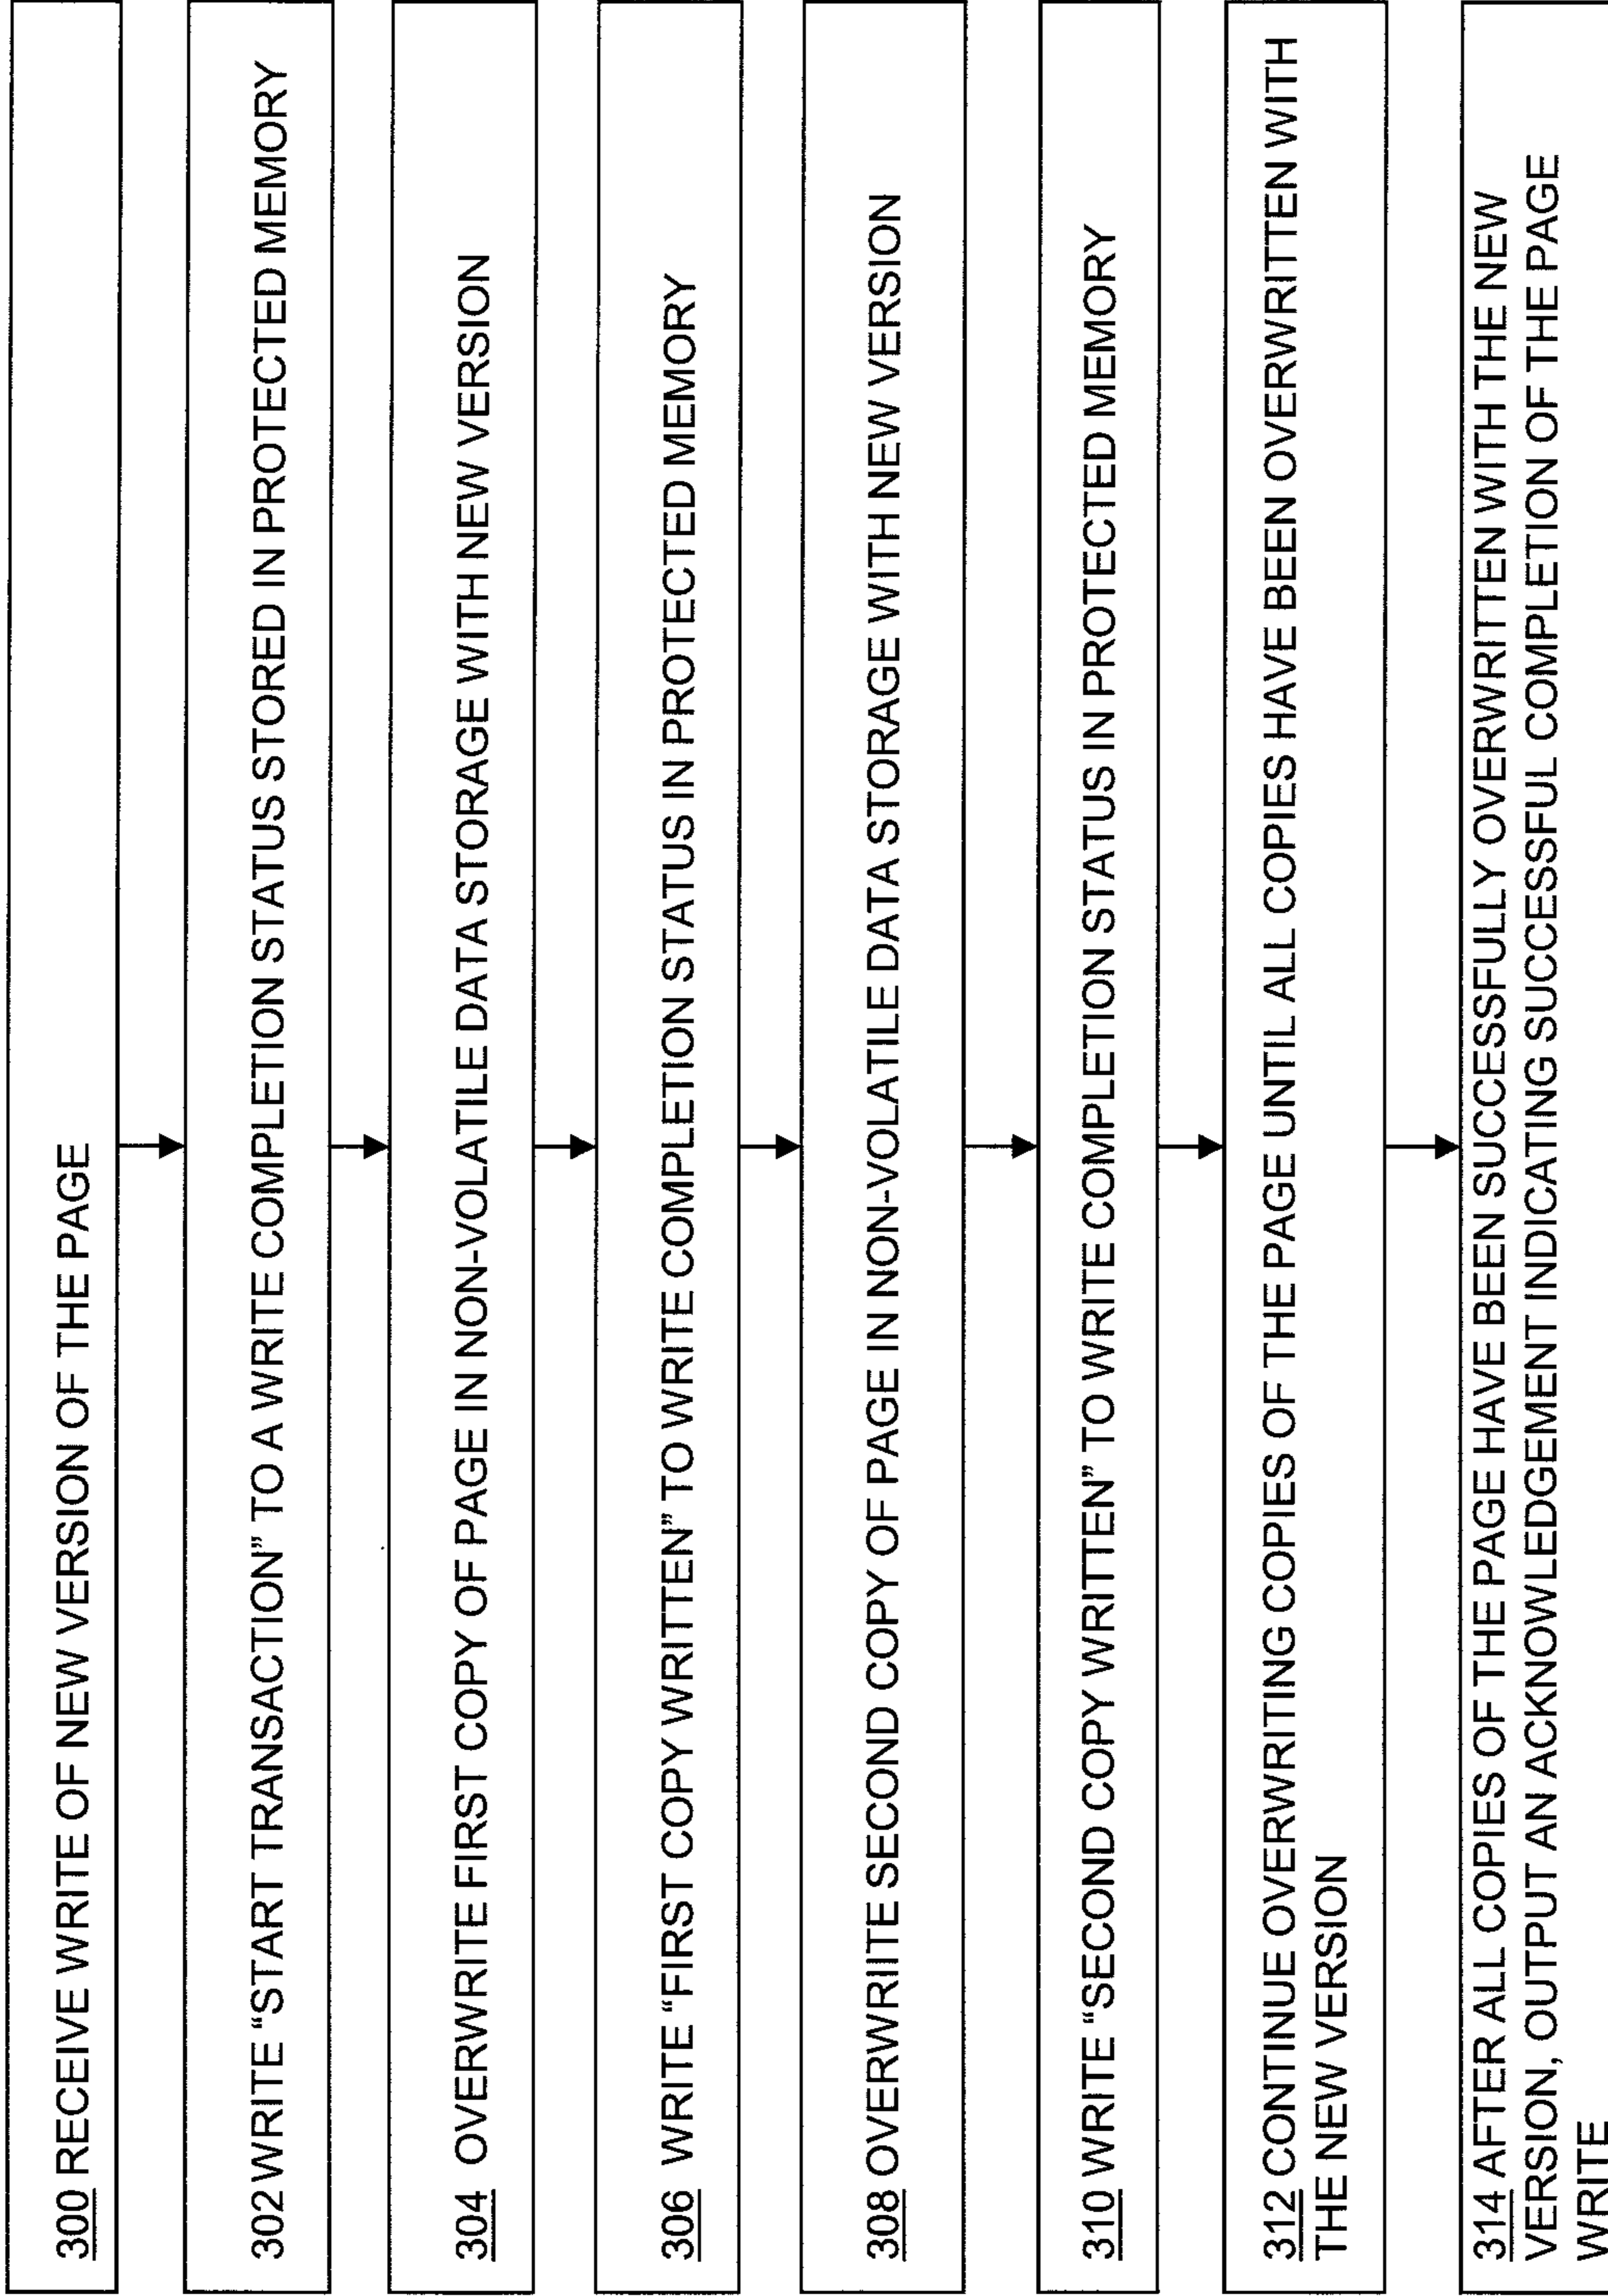 300 RECEIVE WRITE OF NEW VERSION OF THE PAGE
302 WRITE “START TRANSACTION” TO A WRITE COMPLETION STATUS STORED IN PROTECTED MEMORY
304 OVERWRITE FIRST COPY OF PAGE IN NON-VOLATILE DATA STORAGE WITH NEW VERSION
306 WRITE “FIRST COPY WRITTEN” TO WRITE COMPLETION STATUS IN PROTECTED MEMORY
308 OVERWRIITE SECOND COPY OF PAGE IN NON-VOLATILE DATA STORAGE WITH NEW VERSION
310 WRITE “SECOND COPY WRITTEN” TO WRITE COMPLETION STATUS IN PROTECTED MEMORY
312 CONTINUE OVERWRITING COPIES OF THE PAGE UNTIL ALL COPIES HAVE BEEN OVERWRITTEN WITH
THE NEW VERSION
314 AFTER ALL COPIES OF THE PAGE HAVE BEEN SUCCESSFULLY OVERWRITTEN WITH THE NEW
VERSION, OUTPUT AN ACKNOWLEDGEMENT INDICATING SUCCESSFUL COMPLETION OF THE PAGE
WRITE